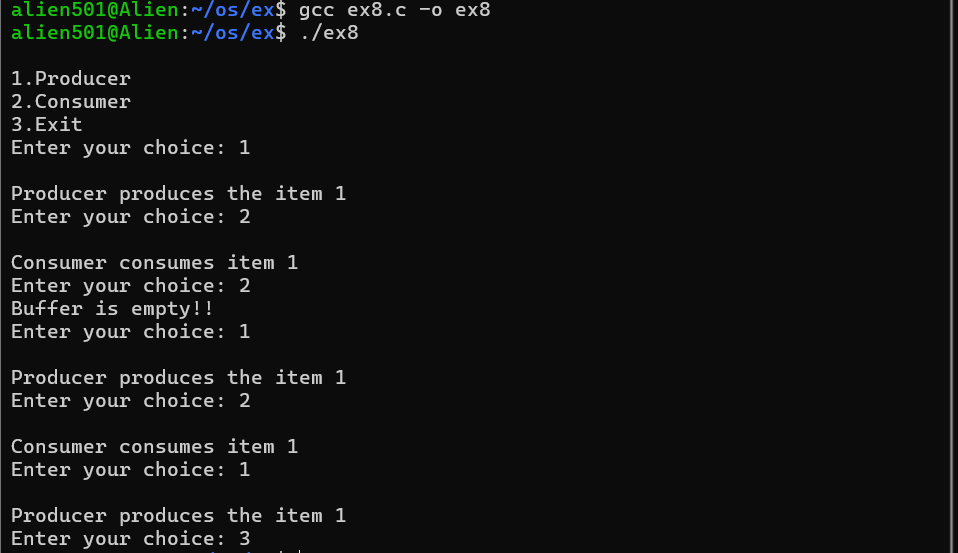 alien501@Alien:~/os/ex$ gcc ex8.c -o ex8
alien501@Alien:~/os/ex$ ./ex8
1.Producer
2.Consumer
3.Exit
Enter your choice: 1
Producer produces the item 1
Enter your choice: 2
Consumer consumes item 1
Enter your choice: 2
Buffer is empty!!
Enter your choice: 1
Producer produces the item 1
Enter your choice: 2
Consumer consumes item 1
Enter your choice: 1
Producer produces the item 1
Enter your choice: 3